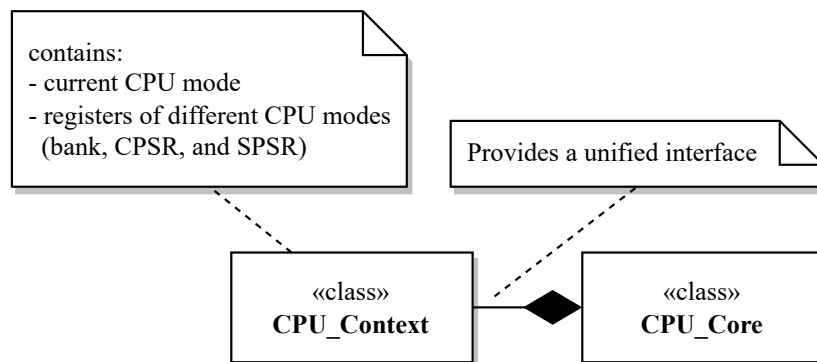 contains:
- current CPU mode
- registers of different CPU modes
(bank, CPSR, and SPSR)
Provides a unified interface
«class»
CPU_Context
«class»
CPU_Core